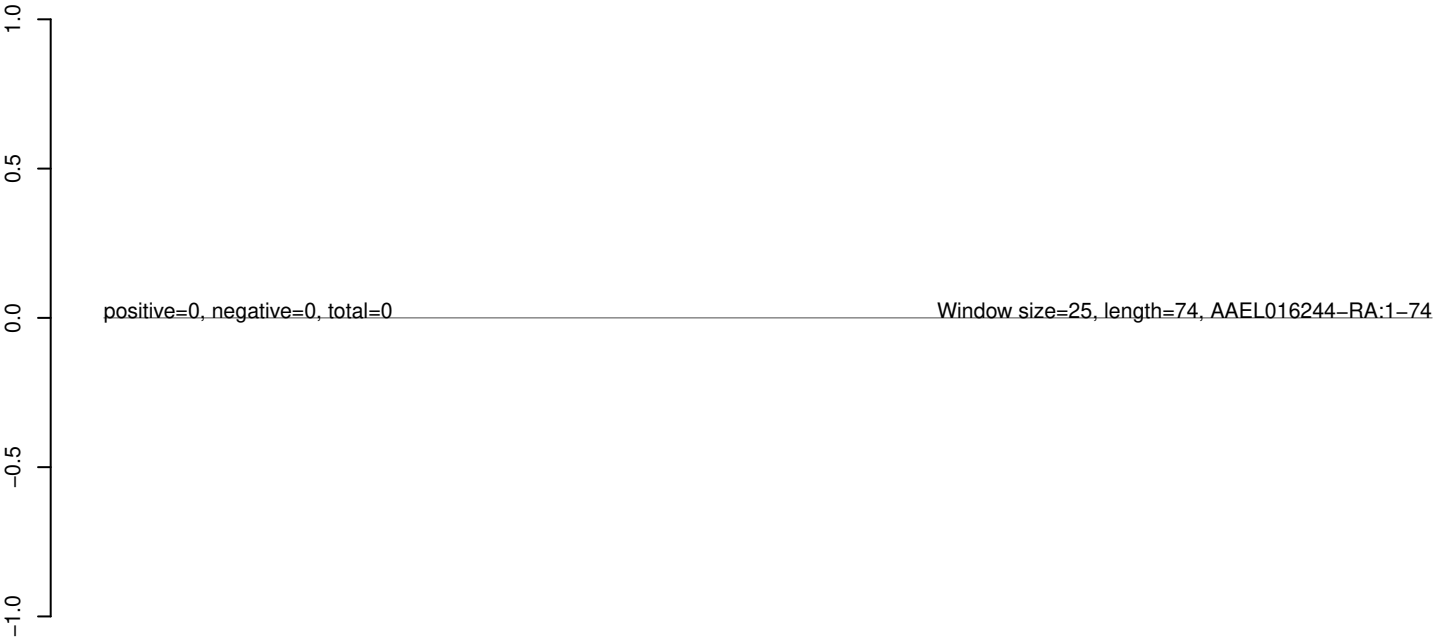 1.0
0.5
0.0
−0.5
−1.0
positive=0, negative=0, total=0
Window size=25, length=74, AAEL016244−RA:1−74